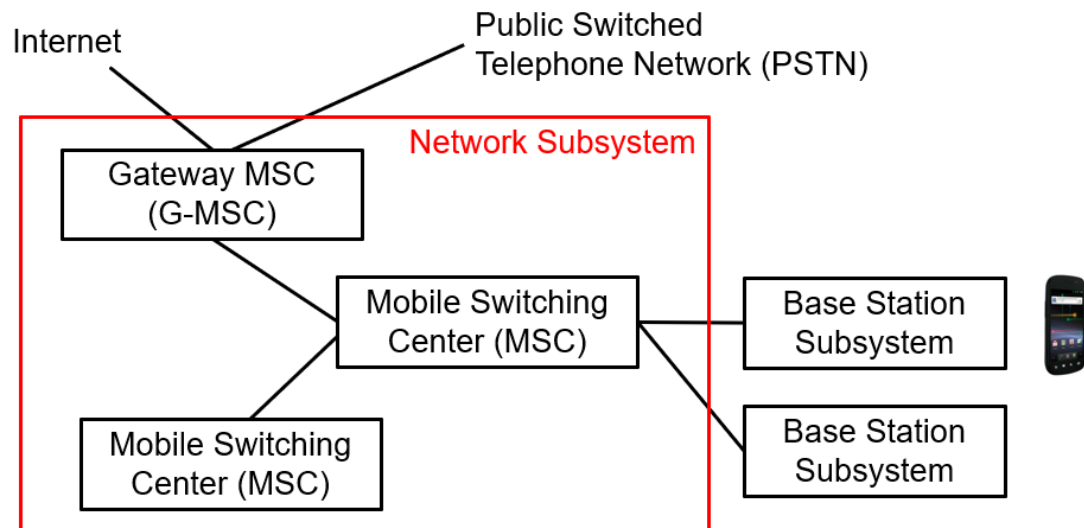 Internet
Public Switched
Telephone Network (PSTN)
Network Subsystem
Gateway MSC
(G-MSC)
Mobile Switching
Center (MSC)
Base Station
Subsystem
Mobile Switching
Center (MSC)
Base Station
Subsystem